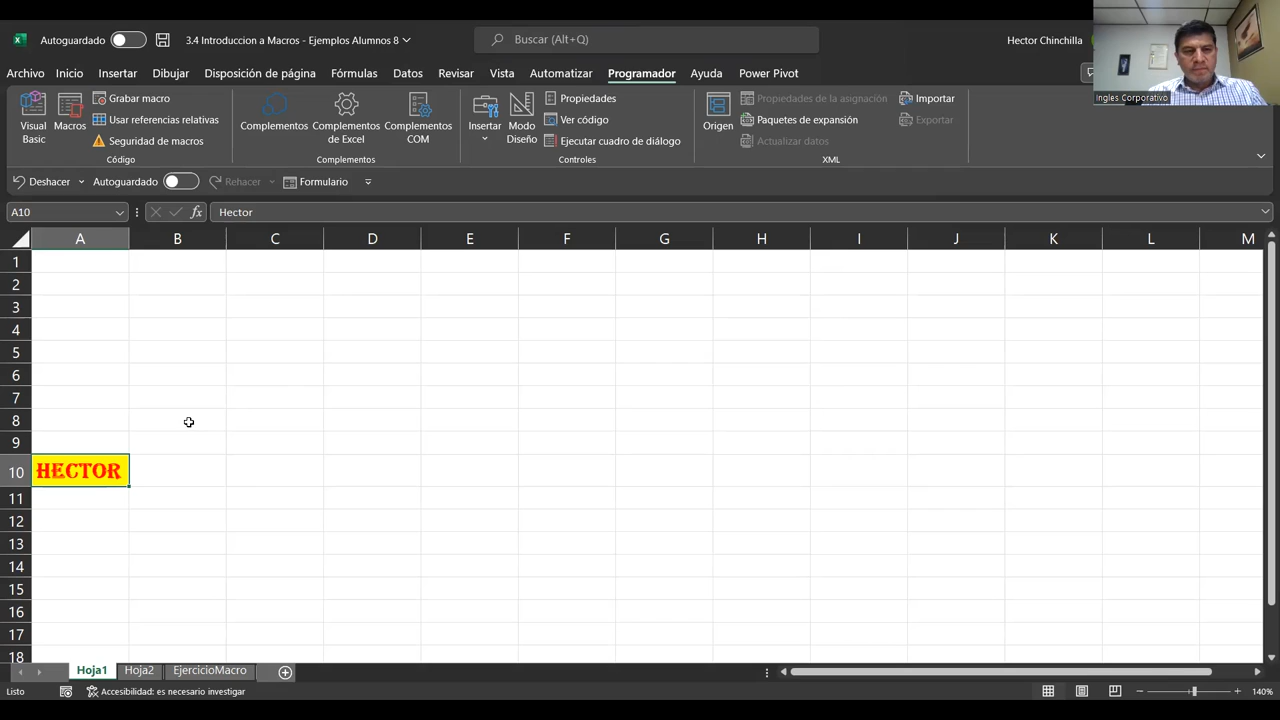 Autoguardado
3.4 Introduccion a Macros - Ejemplos Alumnos 8
Buscar (Alt+Q)
Hector Chinchilla
Archivo Inicio Insertar Dibujar Disposición de página Fórmulas Datos Revisar Vista Automatizar Programador Ayuda Power Pivot
Ingles Corporativo
Visual Basic
Macros
Grabar macro
Usar referencias relativas
Seguridad de macros
Código
Complementos
Complementos de Excel
Complementos COM
Complementos
Insertar
Modo Diseño
Propiedades
Ver código
Ejecutar cuadro de diálogo
Controles
Origen
Propiedades de la asignación
Paquetes de expansión
Actualizar datos
Importar
Exportar
XML
Deshacer Autoguardado Rehacer Formulario
A10 fx Hector
A B C D E F G H I J K L M
1
2
3
4
5
6
7
8
9
10 HECTOR
11
12
13
14
15
16
17
18
Hoja1 Hoja2 EjercicioMacro
Listo Accesibilidad: es necesario investigar 140%